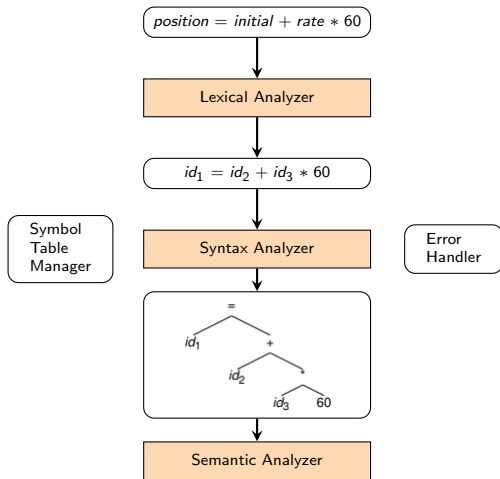 position = initial + rate * 60
Lexical Analyzer
id₁ = id₂ + id₃ * 60
Symbol
Table
Manager
Syntax Analyzer
Error
Handler
=
id₁
+
id₂
*
id₃ 60
Semantic Analyzer